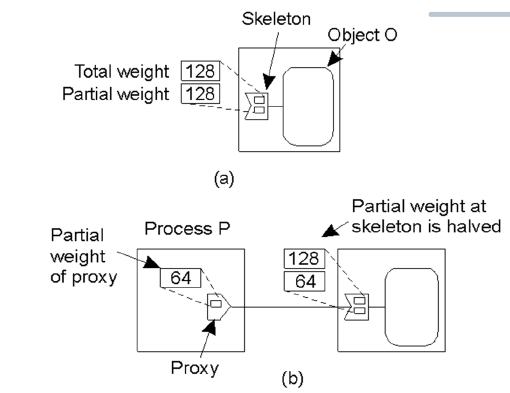 Skeleton
Object O
Total weight 128
Partial weight 128
(a)
Process P
Partial weight of proxy
64
Proxy
Partial weight at
skeleton is halved
128
64
(b)